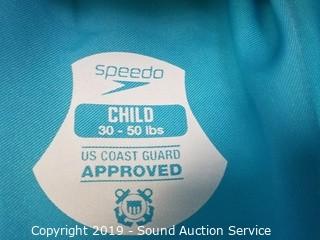 speedo
CHILD
30 - 50 lbs
US COAST GUARD
APPROVED
Copyright 2019 - Sound Auction Service